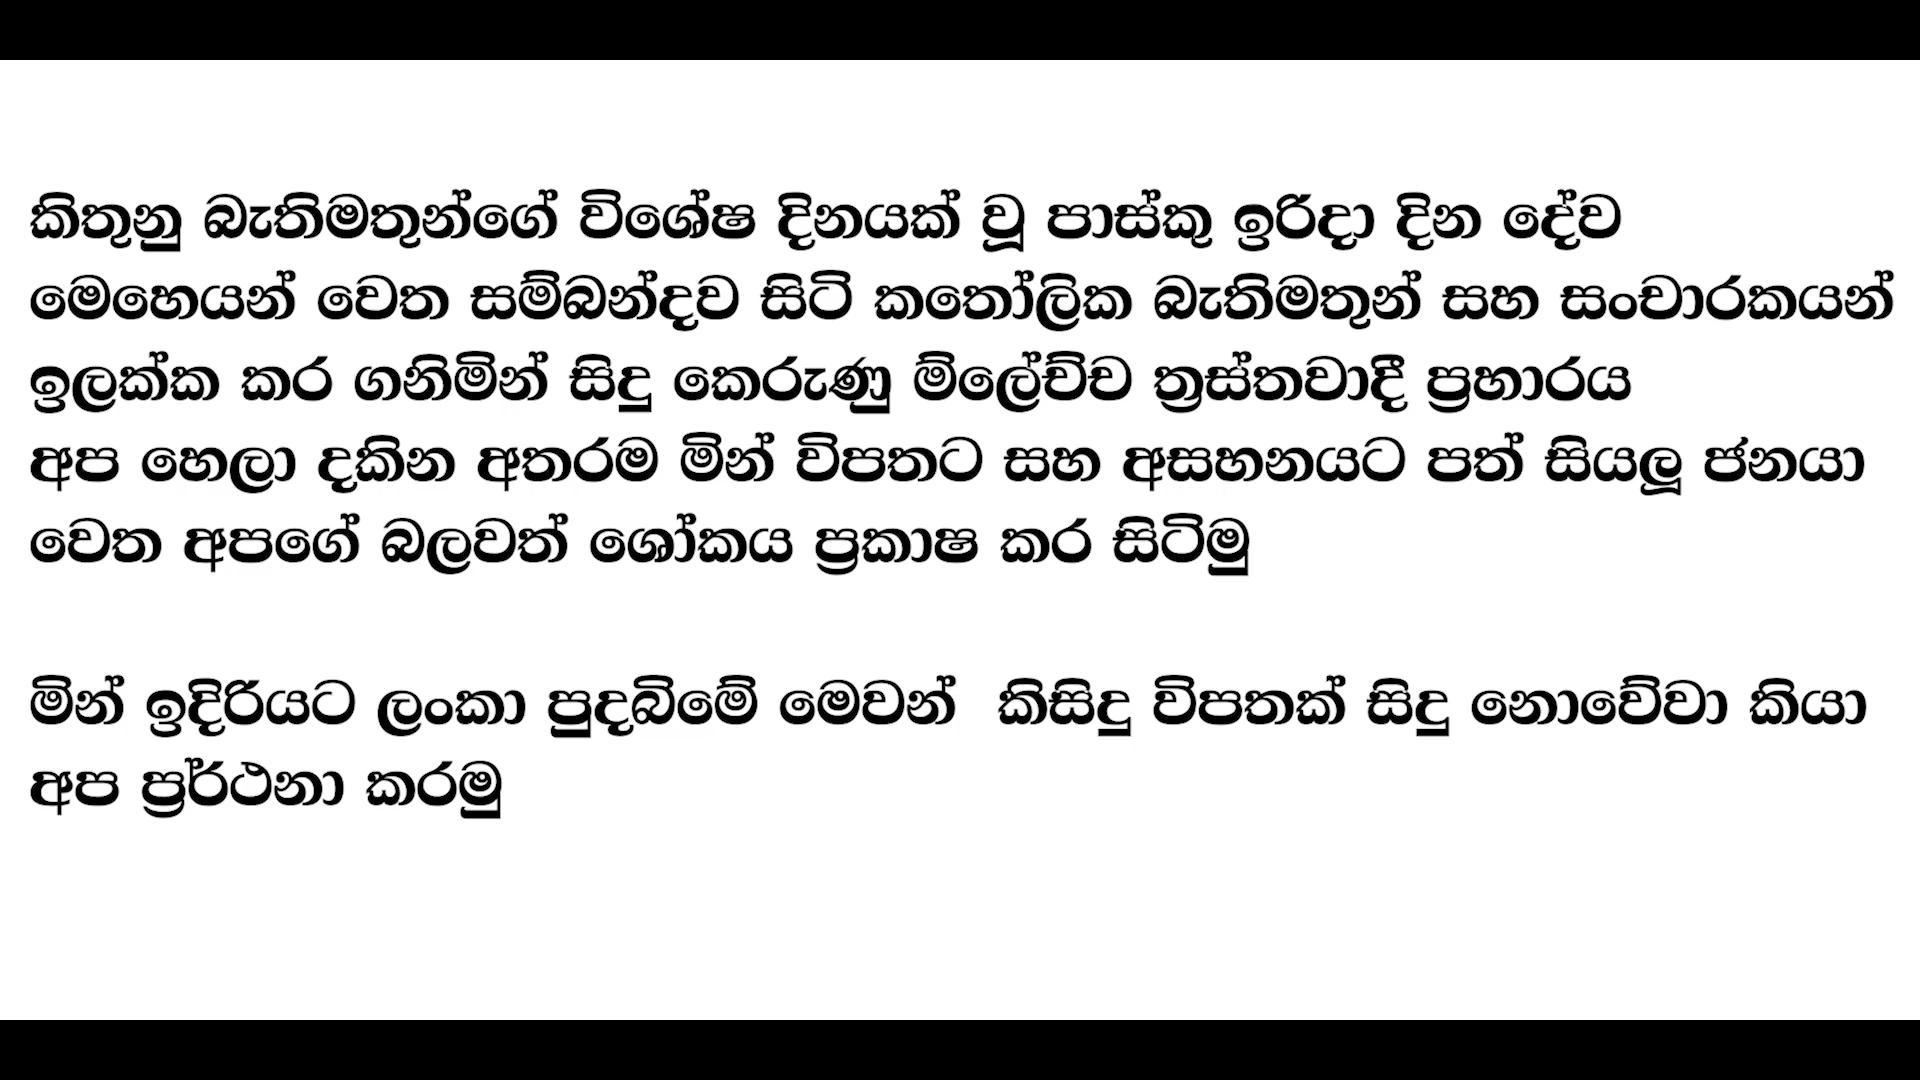 කිතුනු බැතිමතුන්ගේ විශේෂ දිනයක් වූ පාස්කු ඉරිදා දින දේව
මෙහෙයන් වෙත සම්බන්දව සිටි කතෝලික බැතිමතුන් සහ සංචාරකයන්
ඉලක්ක කර ගනිමින් සිදු කෙරුණු ම්ලේච්ච ත්‍රස්තවාදී ප්‍රහාරය
අප හෙලා දකින අතරම මින් විපතට සහ අසහනයට පත් සියලූ ජනයා
වෙත අපගේ බලවත් ශෝකය ප්‍රකාෂ කර සිටිමු
මින් ඉදිරියට ලංකා පුදබිමේ මෙවන් කිසිදු විපතක් සිදු නොවේවා කියා
අප ප්‍රර්ථනා කරමු